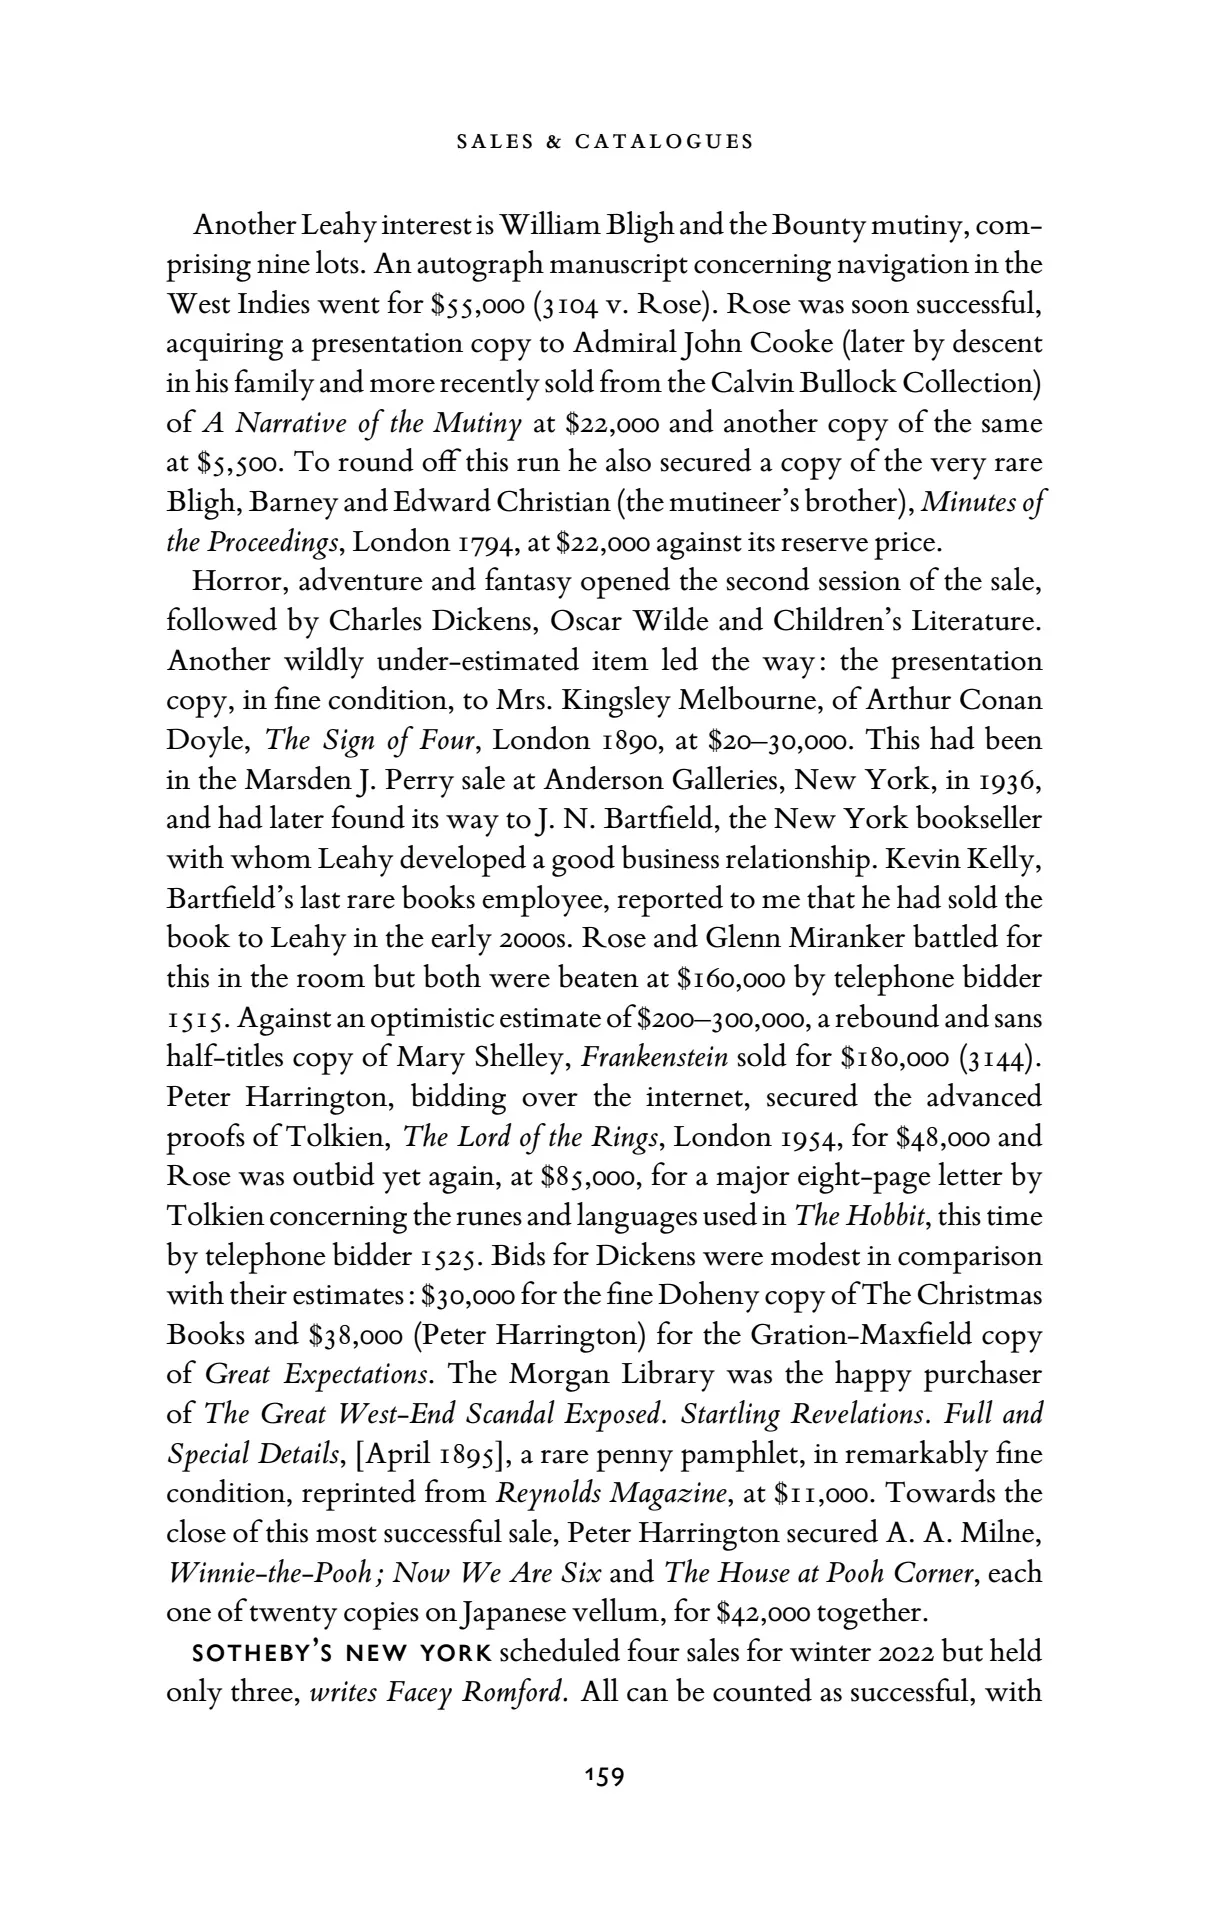 SALES & CATALOGUES
Another Leahy interest is William Bligh and the Bounty mutiny, com-
prising nine lots. An autograph manuscript concerning navigation in the
West Indies went for $55,000 (3104 v. Rose). Rose was soon successful,
acquiring a presentation copy to Admiral John Cooke (later by descent
in his family and more recently sold from the Calvin Bullock Collection)
of A Narrative of the Mutiny at $22,000 and another copy of the same
at $5,500. To round off this run he also secured a copy of the very rare
Bligh, Barney and Edward Christian (the mutineer's brother), Minutes of
the Proceedings, London 1794, at $22,000 against its reserve price.
Horror, adventure and fantasy opened the second session of the sale,
followed by Charles Dickens, Oscar Wilde and Children's Literature.
Another wildly under-estimated item led the way: the presentation
copy, in fine condition, to Mrs. Kingsley Melbourne, of Arthur Conan
Doyle, The Sign of Four, London 1890, at $20–30,000. This had been
in the Marsden J. Perry sale at Anderson Galleries, New York, in 1936,
and had later found its way to J. N. Bartfield, the New York bookseller
with whom Leahy developed a good business relationship. Kevin Kelly,
Bartfield's last rare books employee, reported to me that he had sold the
book to Leahy in the early 2000s. Rose and Glenn Miranker battled for
this in the room but both were beaten at $160,000 by telephone bidder
1515. Against an optimistic estimate of $200–300,000, a rebound and sans
half-titles copy of Mary Shelley, Frankenstein sold for $180,000 (3144).
Peter Harrington, bidding over the internet, secured the advanced
proofs of Tolkien, The Lord of the Rings, London 1954, for $48,000 and
Rose was outbid yet again, at $85,000, for a major eight-page letter by
Tolkien concerning the runes and languages used in The Hobbit, this time
by telephone bidder 1525. Bids for Dickens were modest in comparison
with their estimates: $30,000 for the fine Doheny copy of The Christmas
Books and $38,000 (Peter Harrington) for the Gration-Maxfield copy
of Great Expectations. The Morgan Library was the happy purchaser
of The Great West-End Scandal Exposed. Startling Revelations. Full and
Special Details, [April 1895], a rare penny pamphlet, in remarkably fine
condition, reprinted from Reynolds Magazine, at $11,000. Towards the
close of this most successful sale, Peter Harrington secured A. A. Milne,
Winnie-the-Pooh; Now We Are Six and The House at Pooh Corner, each
one of twenty copies on Japanese vellum, for $42,000 together.
SOTHEBY'S NEW YORK scheduled four sales for winter 2022 but held
only three, writes Facey Romford. All can be counted as successful, with
159